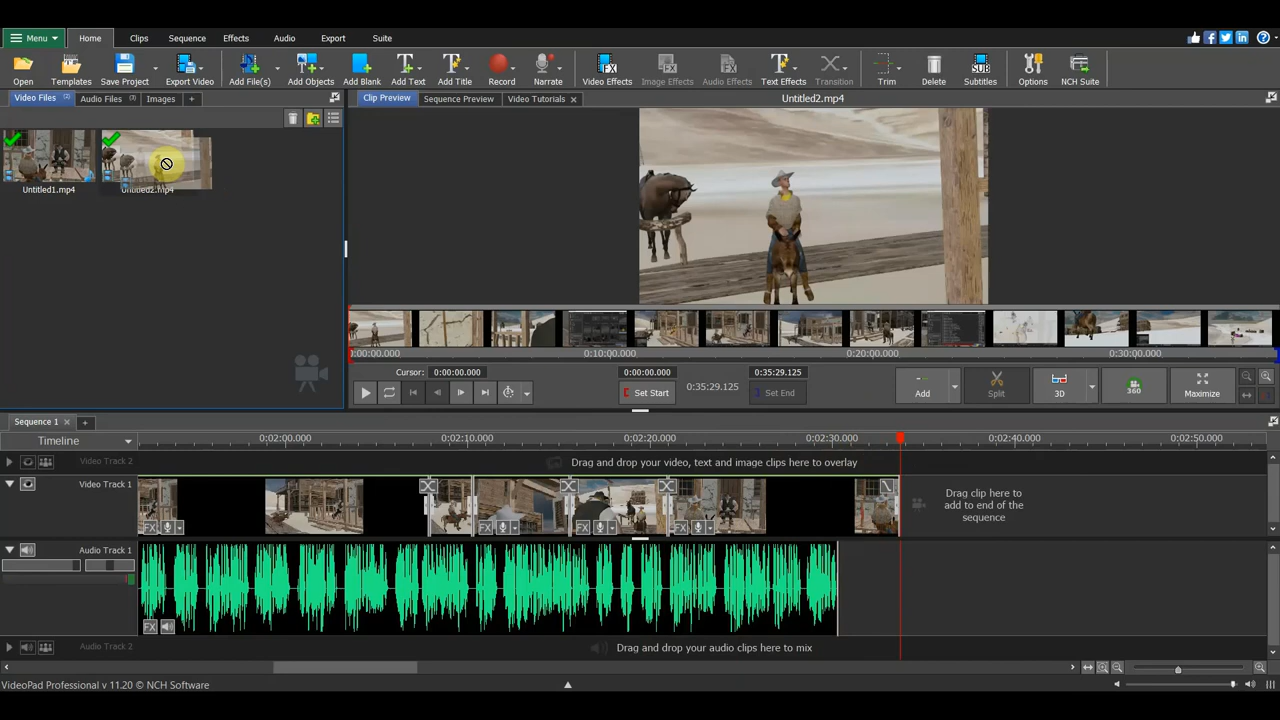 Menu Home Clips Sequence Effects Audio Export Suite
Open Templates Save Project Export Video Add File(s) Add Objects Add Blank Add Text Add Title Record Narrate Video Effects Image Effects Audio Effects Text Effects Transition Trim Delete Subtitles Options NCH Suite
Video Files (2) Audio Files (3) Images + Clip Preview Sequence Preview Video Tutorials × Untitled2.mp4
Untitled1.mp4 Untitled2.mp4
0:00:00.000 0:10:00.000 0:20:00.000 0:30:00.000
Cursor: 0:00:00.000 0:00:00.000 0:35:29.125
Set Start 0:35:29.125 Set End Add Split 3D 360 Maximize
Sequence 1 × +
Timeline 0:02:00.000 0:02:10.000 0:02:20.000 0:02:30.000 0:02:40.000 0:02:50.000
Video Track 2 Drag and drop your video, text and image clips here to overlay
Video Track 1
Drag clip here to
add to end of the
sequence
FX FX FX FX
Audio Track 1
FX
Audio Track 2 Drag and drop your audio clips here to mix
VideoPad Professional v 11.20 © NCH Software